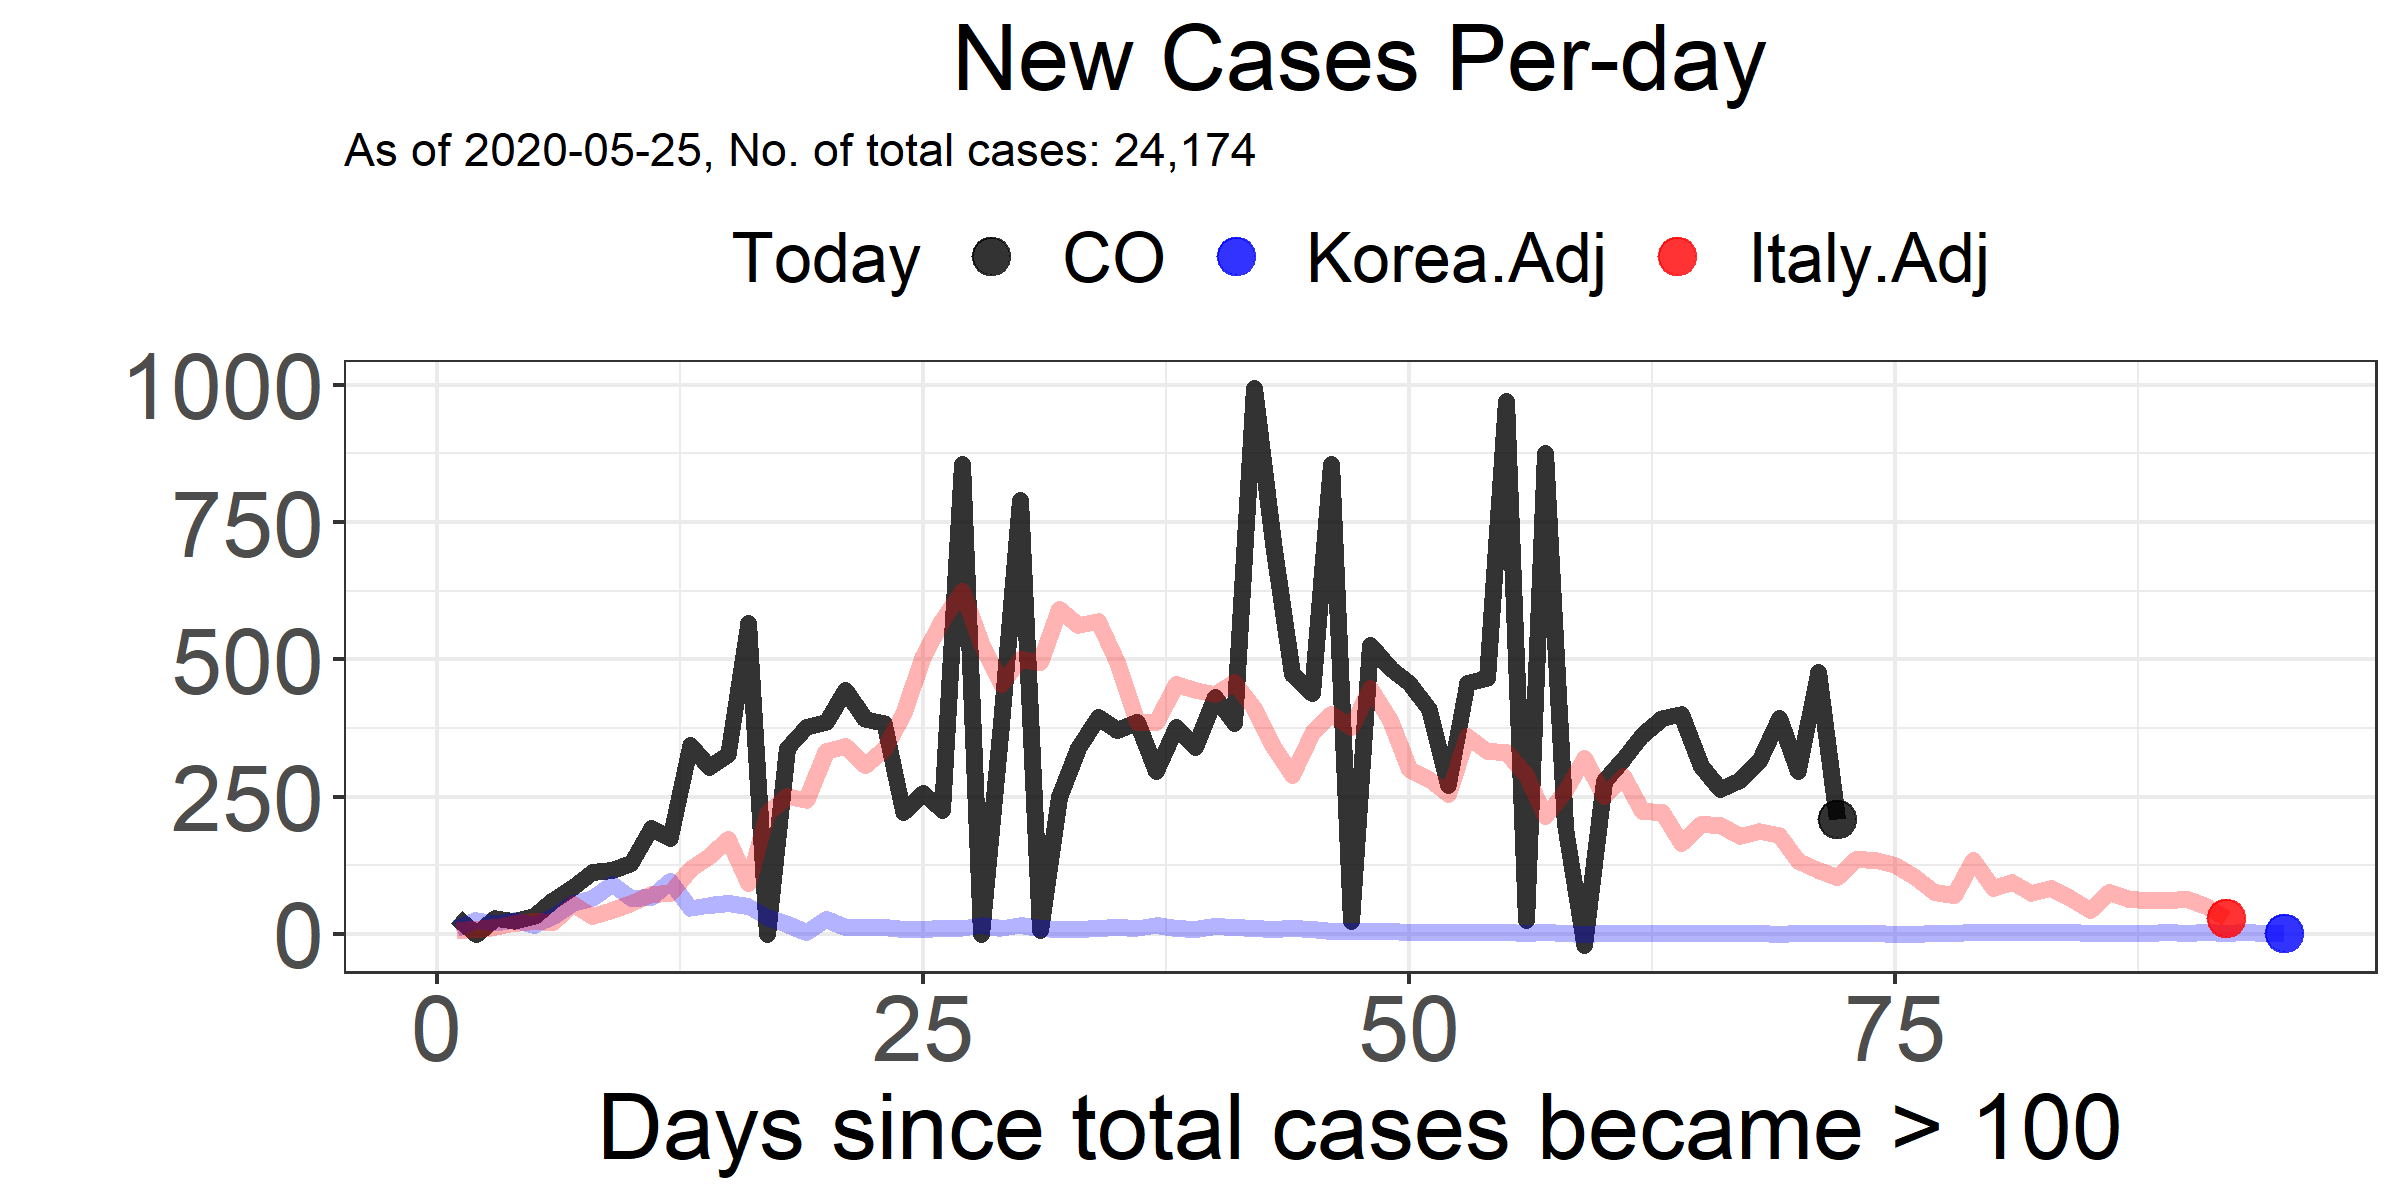 New Cases Per-day
As of 2020-05-25, No. of total cases: 24,174
Today CO Korea.Adj Italy.Adj
1000
750
500
250
0
0 25 50 75
Days since total cases became > 100